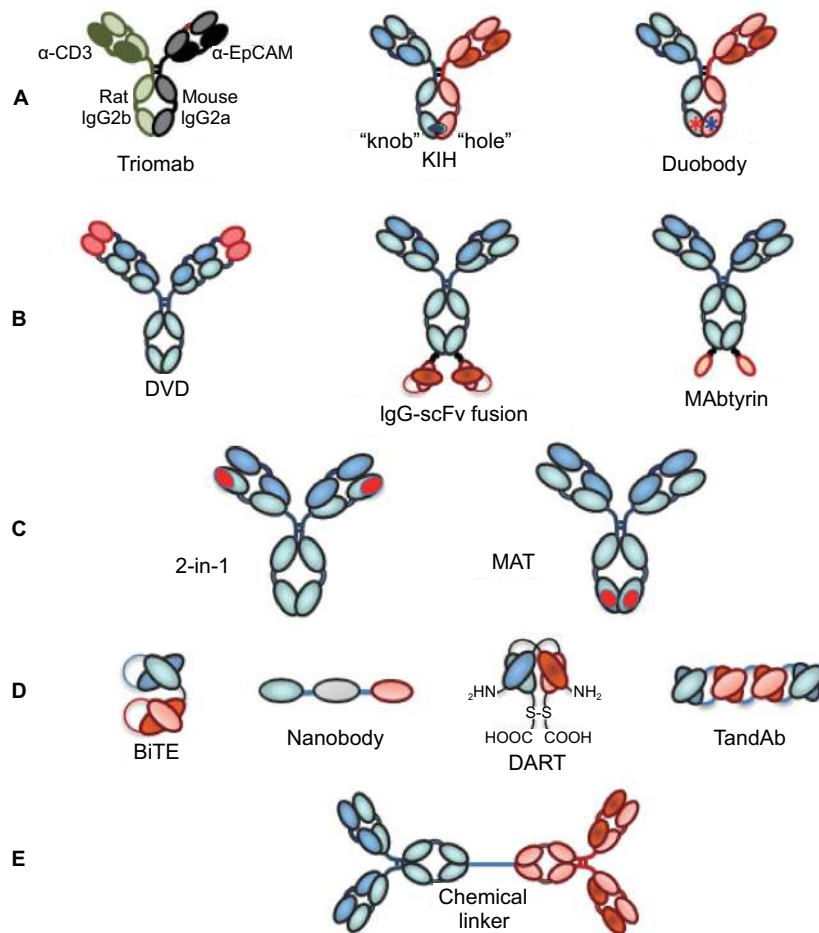 α-CD3
α-EpCAM
A
Rat
IgG2b
Mouse
IgG2a
Triomab
“knob”
“hole”
KIH
Duobody
B
DVD
IgG-scFv fusion
MAbtyrin
C
2-in-1
MAT
D
BiTE
Nanobody
₂HN
NH₂
S-S
HOOC
COOH
DART
TandAb
E
Chemical
linker